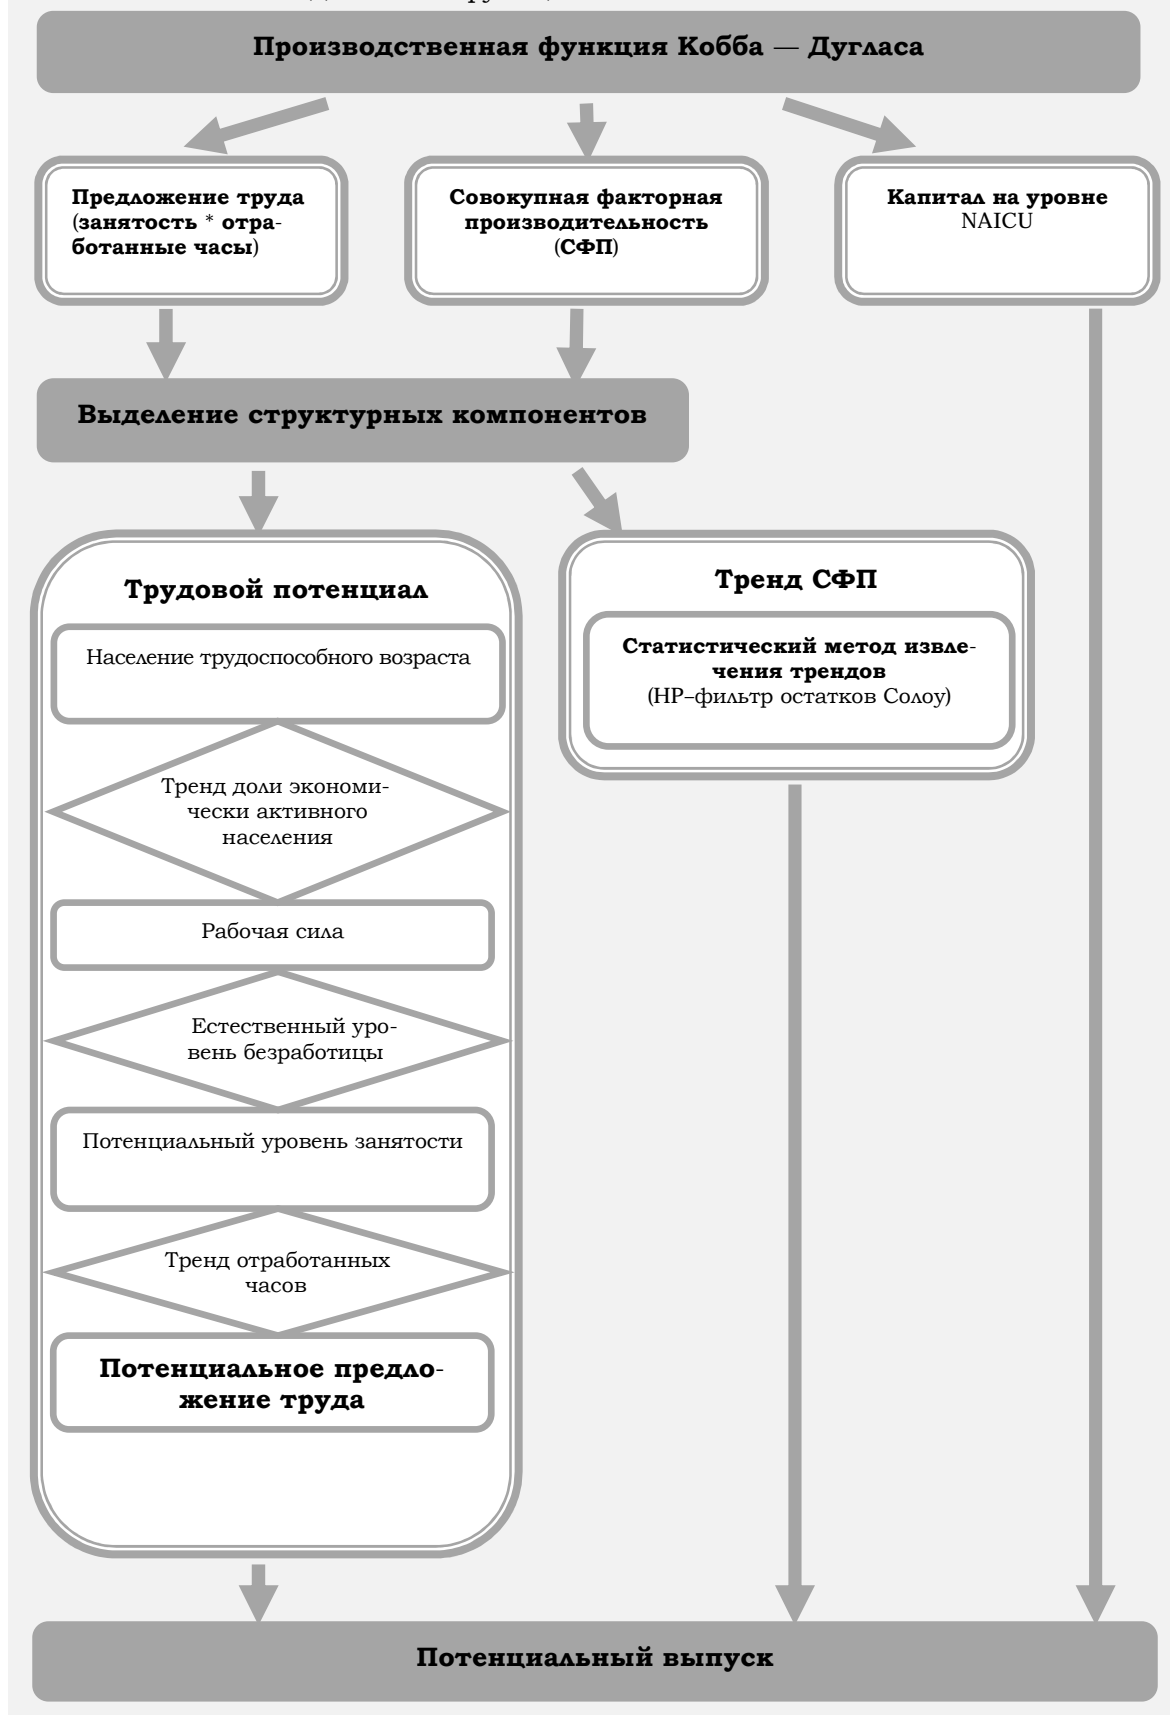 Производственная функция Кобба — Дугласа
Предложение труда
(занятость * отра-
ботанные часы)
Совокупная факторная
производительность
(СФП)
Капитал на уровне
NAICU
Выделение структурных компонентов
Трудовой потенциал
Население трудоспособного возраста
Тренд доли экономи-
чески активного
населения
Рабочая сила
Естественный уро-
вень безработицы
Потенциальный уровень занятости
Тренд отработанных
часов
Потенциальное предло-
жение труда
Тренд СФП
Статистический метод извле-
чения трендов
(НР–фильтр остатков Солоу)
Потенциальный выпуск